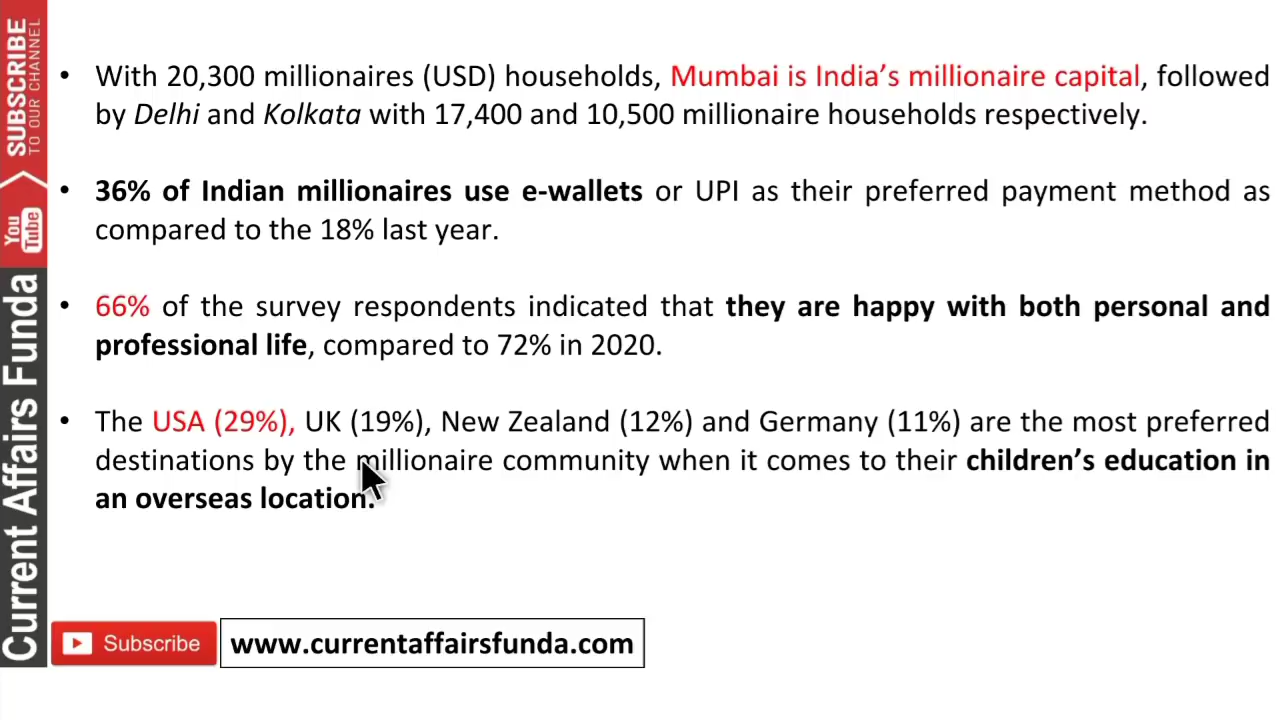 SUBSCRIBE
TO OUR CHANNEL
You
Tube
Current Affairs Funda
• With 20,300 millionaires (USD) households, Mumbai is India’s millionaire capital, followed
by Delhi and Kolkata with 17,400 and 10,500 millionaire households respectively.
• 36% of Indian millionaires use e-wallets or UPI as their preferred payment method as
compared to the 18% last year.
• 66% of the survey respondents indicated that they are happy with both personal and
professional life, compared to 72% in 2020.
• The USA (29%), UK (19%), New Zealand (12%) and Germany (11%) are the most preferred
destinations by the millionaire community when it comes to their children’s education in
an overseas location.
Subscribe
www.currentaffairsfunda.com